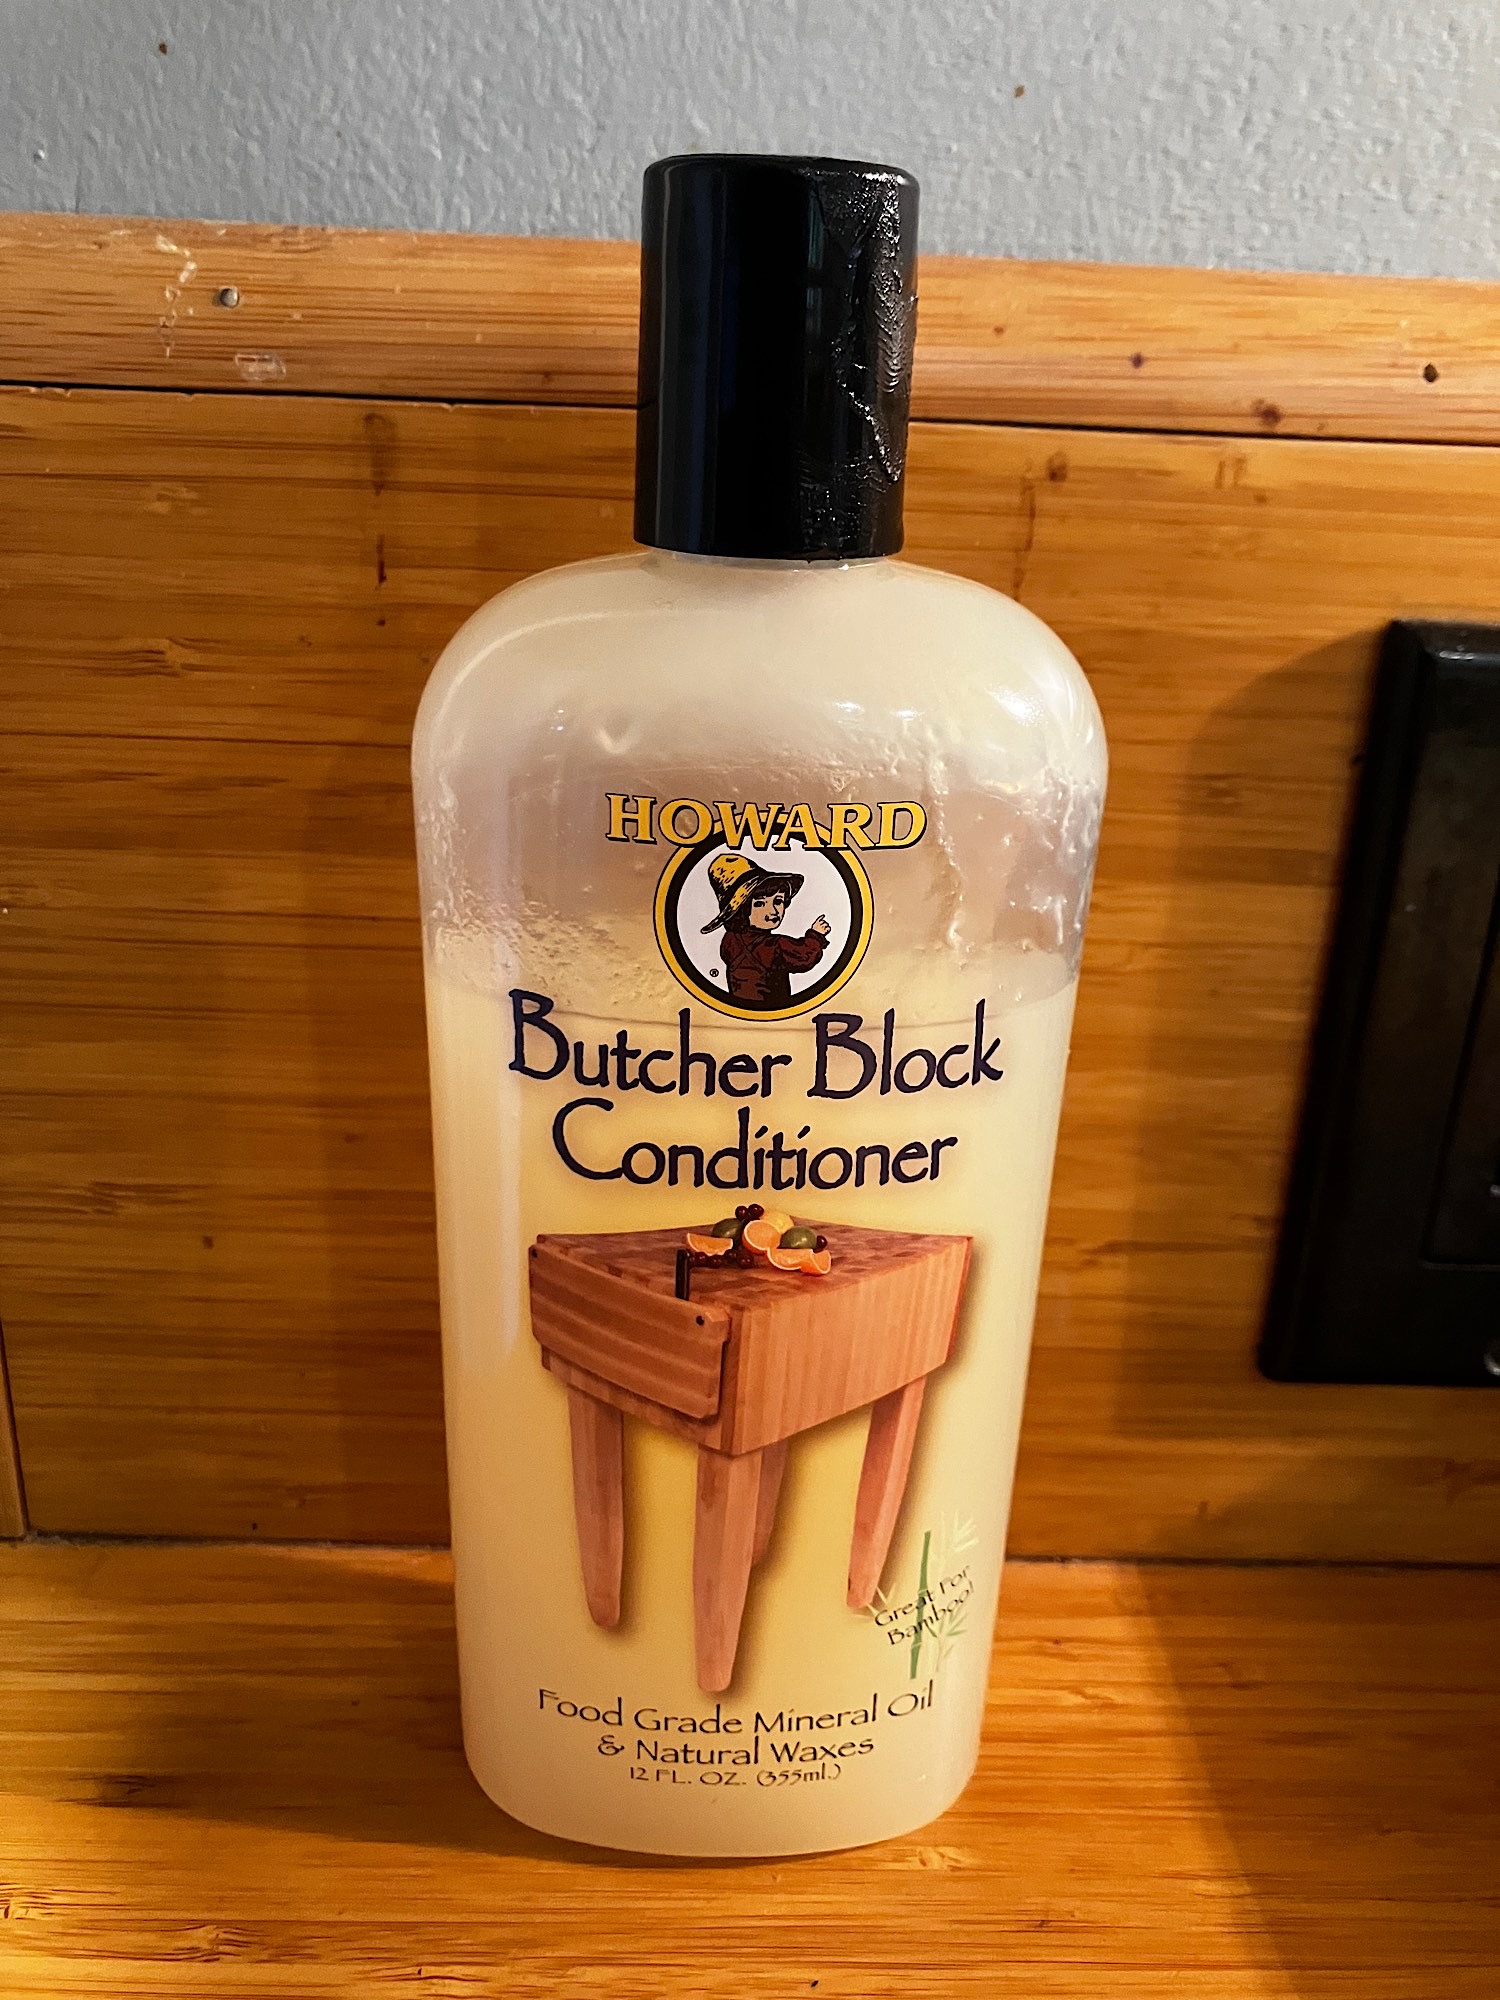 HOWARD
®
Butcher Block
Conditioner
Great For
Bamboo!
Food Grade Mineral Oil
& Natural Waxes
12 FL. OZ. (355ml.)